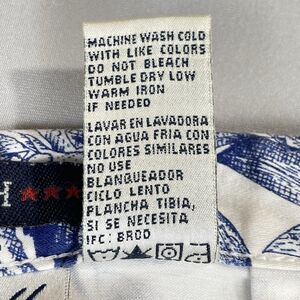 MACHINE WASH COLD
WITH LIKE COLORS
DO NOT BLEACH
TUMBLE DRY LOW
WARM IRON
IF NEEDED
LAVAR EN LAVADORA
CON AGUA FRIA CON
COLORES SIMILARES
NO USE
BLANQUEADOR
CICLO LENTO
PLANCHA TIBIA,
SI SE NECESITA
IFC: BROD
H